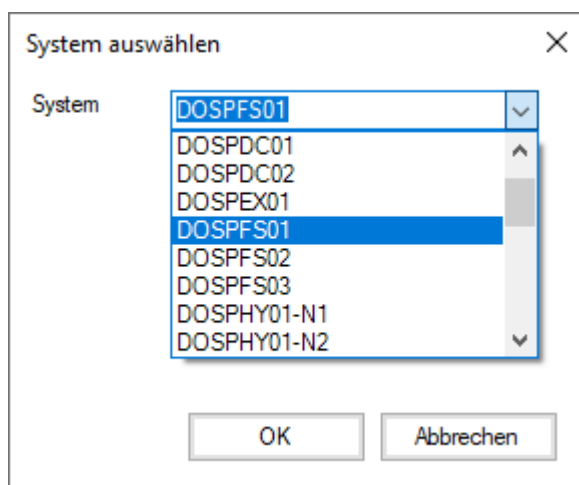 System auswählen
System
DOSPFS01
DOSPDC01
DOSPDC02
DOSPEX01
DOSPFS01
DOSPFS02
DOSPFS03
DOSPHY01-N1
DOSPHY01-N2
OK
Abbrechen